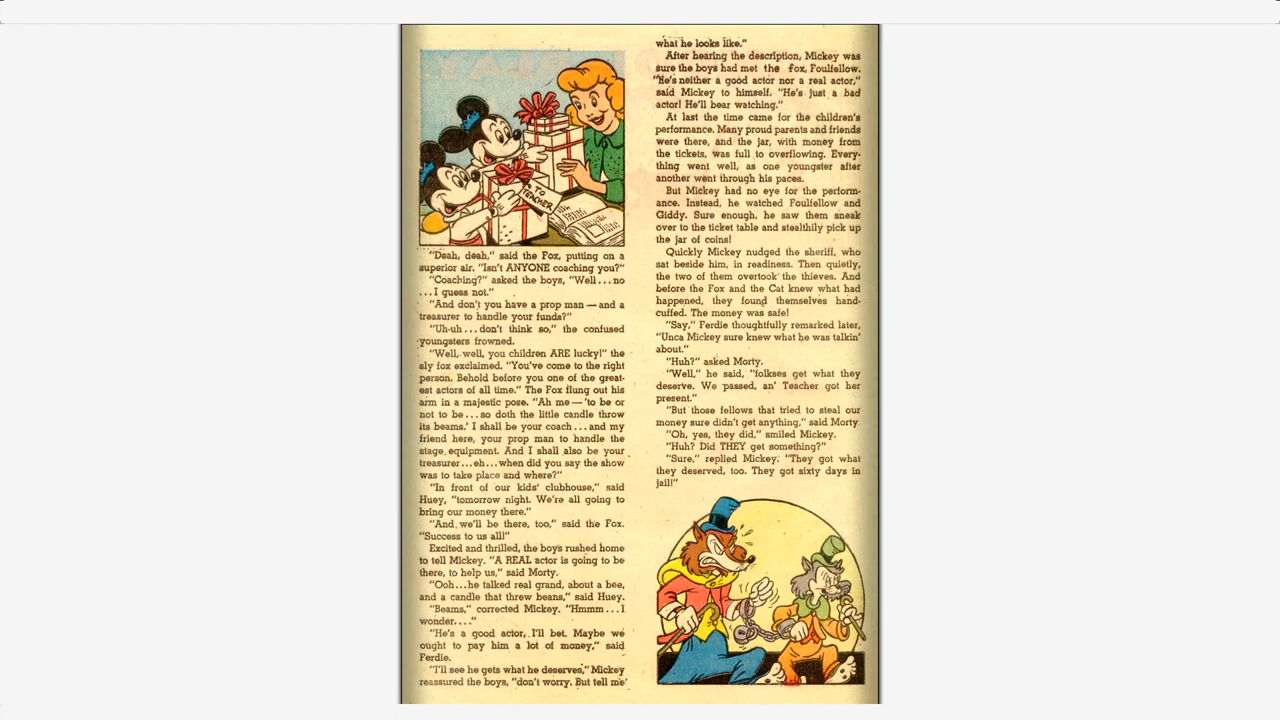 TO
TEACHER
"Deah, deah," said the Fox, putting on a
superior air. "Isn't ANYONE coaching you?"
"Coaching?" asked the boys, "Well...no
...I guess not."
"And don't you have a prop man—and a
treasurer to handle your funds?"
"Uh-uh...don't think so," the confused
youngsters frowned.
"Well, well, you children ARE lucky!" the
sly fox exclaimed. "You've come to the right
person. Behold before you one of the great-
est actors of all time." The Fox flung out his
arm in a majestic pose. "Ah me—'to be or
not to be...so doth the little candle throw
its beams.' I shall be your coach...and my
friend here, your prop man to handle the
stage equipment. And I shall also be your
treasurer...eh...when did you say the show
was to take place and where?"
"In front of our kids' clubhouse," said
Huey, "tomorrow night. We're all going to
bring our money there."
"And we'll be there, too," said the Fox.
"Success to us all!"
Excited and thrilled, the boys rushed home
to tell Mickey. "A REAL actor is going to be
there, to help us," said Morty.
"Ooh...he talked real grand, about a bee,
and a candle that threw beans," said Huey.
"Beams," corrected Mickey. "Hmmm...I
wonder...."
"He's a good actor, I'll bet. Maybe we
ought to pay him a lot of money," said
Ferdie.
"I'll see he gets what he deserves," Mickey
reassured the boys, "don't worry. But tell me
what he looks like."
After hearing the description, Mickey was
sure the boys had met the fox, Foulfellow.
"He's neither a good actor nor a real actor,"
said Mickey to himself. "He's just a bad
actor! He'll bear watching."
At last the time came for the children's
performance. Many proud parents and friends
were there, and the jar, with money from
the tickets, was full to overflowing. Every-
thing went well, as one youngster after
another went through his paces.
But Mickey had no eye for the perform-
ance. Instead, he watched Foulfellow and
Giddy. Sure enough, he saw them sneak
over to the ticket table and stealthily pick up
the jar of coins!
Quickly Mickey nudged the sheriff, who
sat beside him, in readiness. Then quietly,
the two of them overtook the thieves. And
before the Fox and the Cat knew what had
happened, they found themselves hand-
cuffed. The money was safe!
"Say," Ferdie thoughtfully remarked later,
"Unca Mickey sure knew what he was talkin'
about."
"Huh?" asked Morty.
"Well," he said, "folkses get what they
deserve. We passed, an' Teacher got her
present."
"But those fellows that tried to steal our
money sure didn't get anything," said Morty.
"Oh, yes, they did," smiled Mickey.
"Huh? Did THEY get something?"
"Sure," replied Mickey. "They got what
they deserved, too. They got sixty days in
jail!"